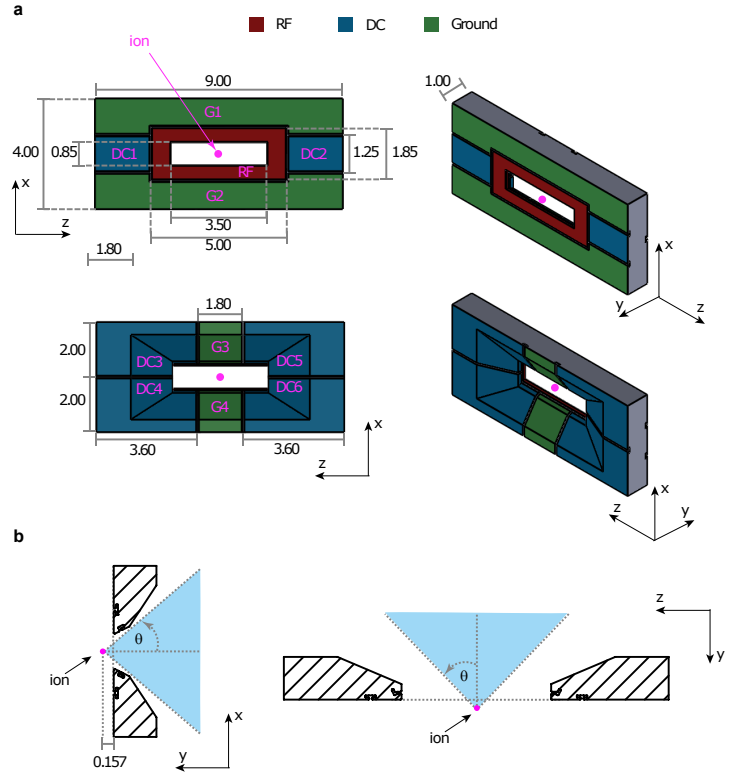 a
RF DC Ground
ion
9.00
1.00
G1
4.00 0.85 DC1 DC2 1.25 1.85
RF
x
G2
z
3.50
5.00
1.80
x
y
z
1.80
2.00
G3
DC3 DC5
DC4 DC6
2.00
G4
x
3.60 3.60
z
x
z y
b
θ
ion
x
y
0.157
z
y
θ
ion